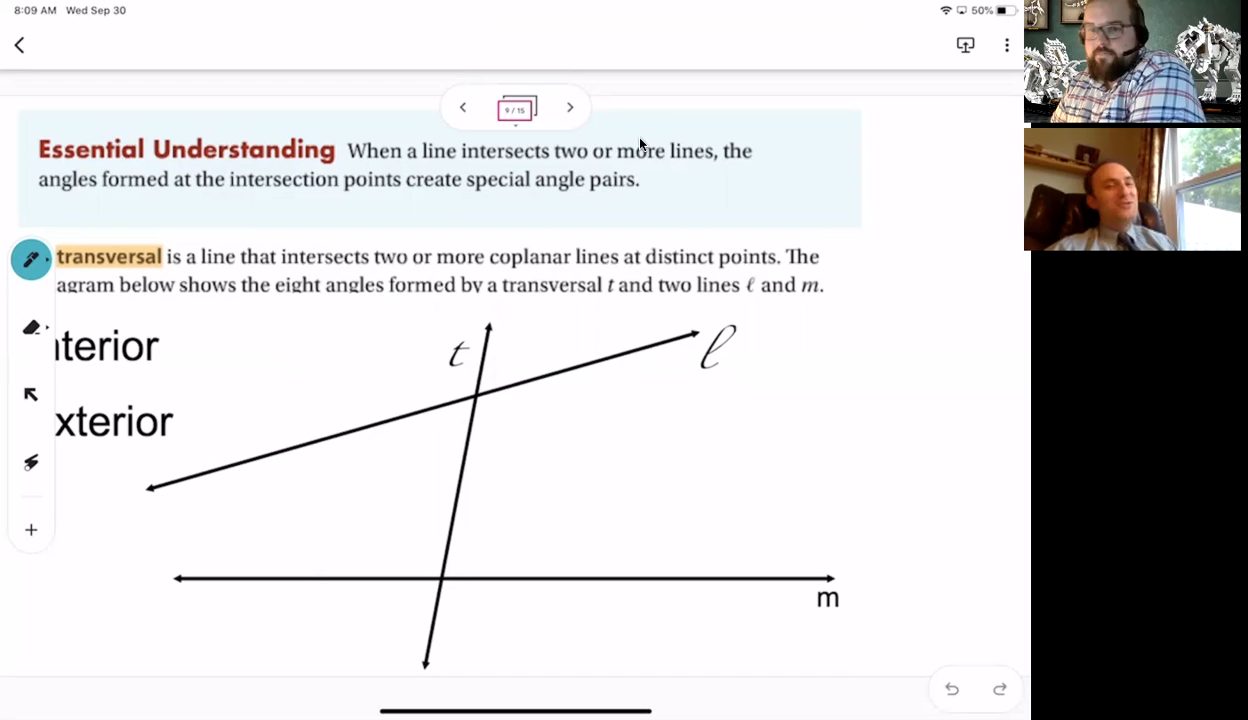 8:09 AM Wed Sep 30
50%
9 / 15
Essential Understanding When a line intersects two or more lines, the
angles formed at the intersection points create special angle pairs.
transversal is a line that intersects two or more coplanar lines at distinct points. The
agram below shows the eight angles formed by a transversal t and two lines ℓ and m.
terior
xterior
t
ℓ
m